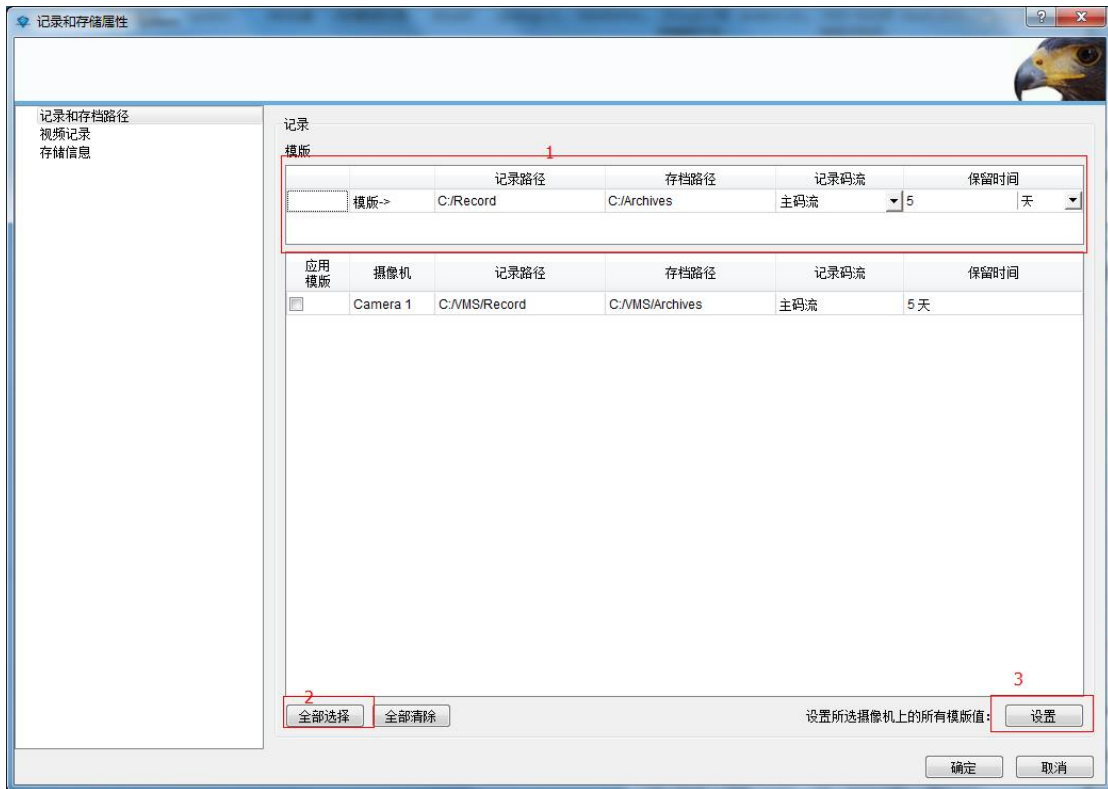 记录和存储属性
记录和存档路径
视频记录
存储信息
记录
模版
1
记录路径 存档路径 记录码流 保留时间
模版-> C:/Record C:/Archives 主码流 5 天
应用模版 摄像机 记录路径 存档路径 记录码流 保留时间
Camera 1 C:/VMS/Record C:/VMS/Archives 主码流 5 天
2
3
全部选择 全部清除 设置所选摄像机上的所有模版值: 设置
确定 取消